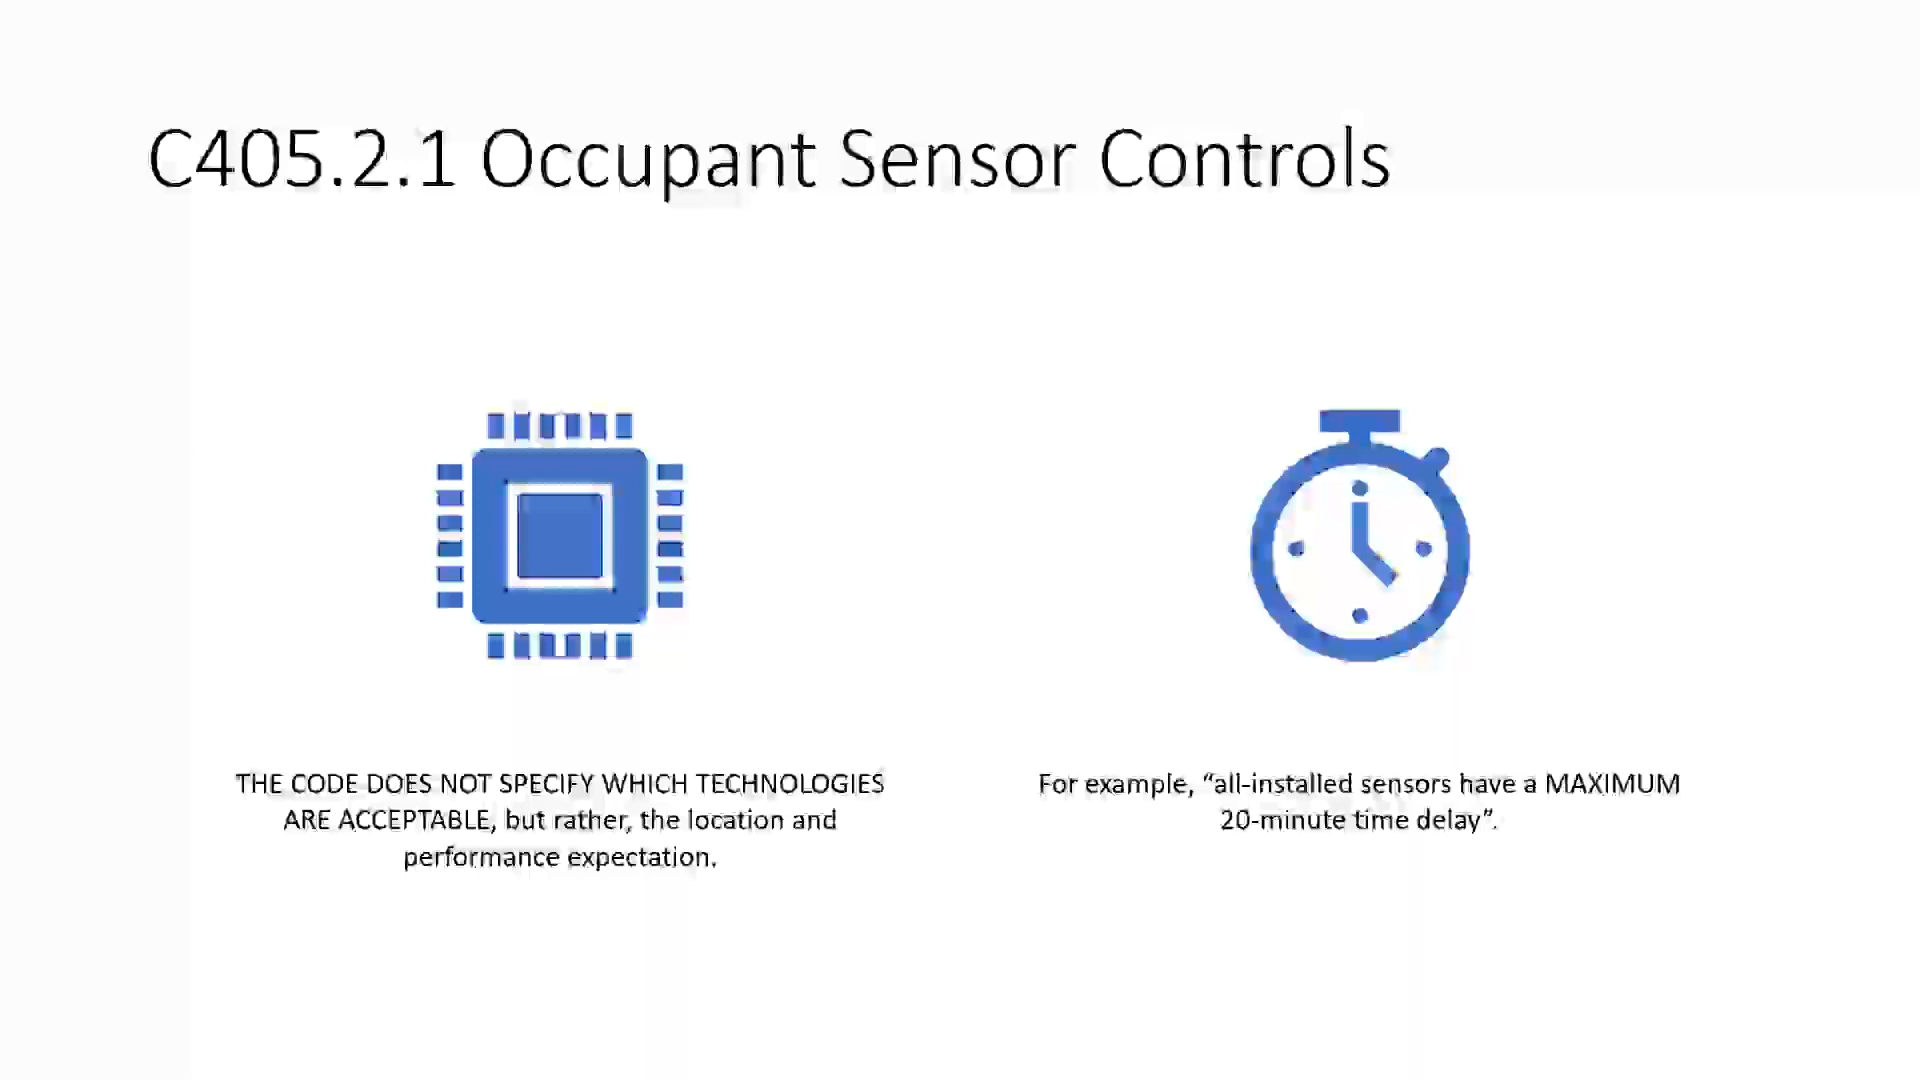 C405.2.1 Occupant Sensor Controls
THE CODE DOES NOT SPECIFY WHICH TECHNOLOGIES
ARE ACCEPTABLE, but rather, the location and
performance expectation.
For example, “all-installed sensors have a MAXIMUM
20-minute time delay”.